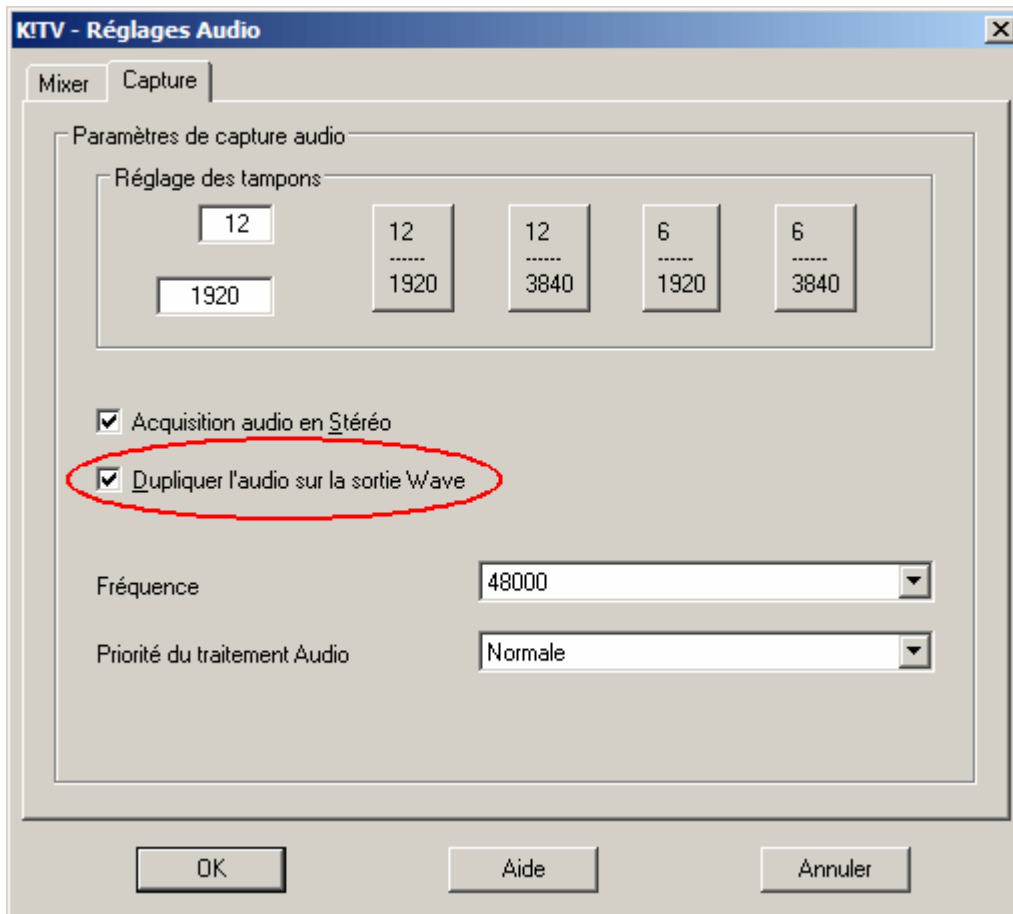 K!TV - Réglages Audio
Mixer Capture
Paramètres de capture audio
Réglage des tampons
12
1920
12
------
1920
12
------
3840
6
------
1920
6
------
3840
Acquisition audio en Stéréo
Dupliquer l'audio sur la sortie Wave
Fréquence 48000
Priorité du traitement Audio Normale
OK Aide Annuler